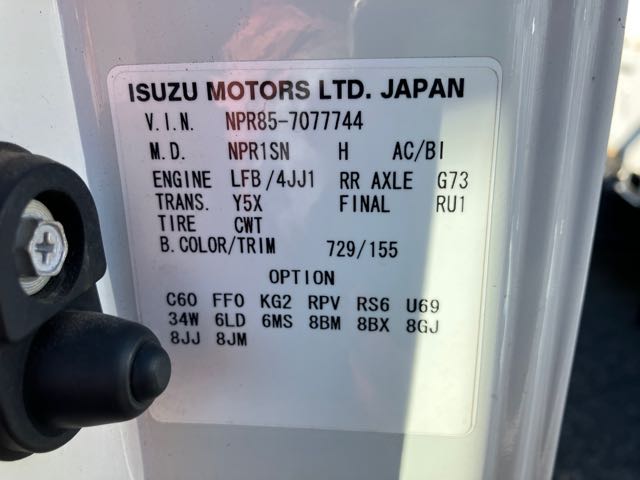 ISUZU MOTORS LTD. JAPAN
V.I.N. NPR85-7077744
M.D. NPR1SN H AC/BI
ENGINE LFB/4JJ1 RR AXLE G73
TRANS. Y5X FINAL RU1
TIRE CWT
B.COLOR/TRIM 729/155
OPTION
C60 FF0 KG2 RPV RS6 U69
34W 6LD 6MS 8BM 8BX 8GJ
8JJ 8JM